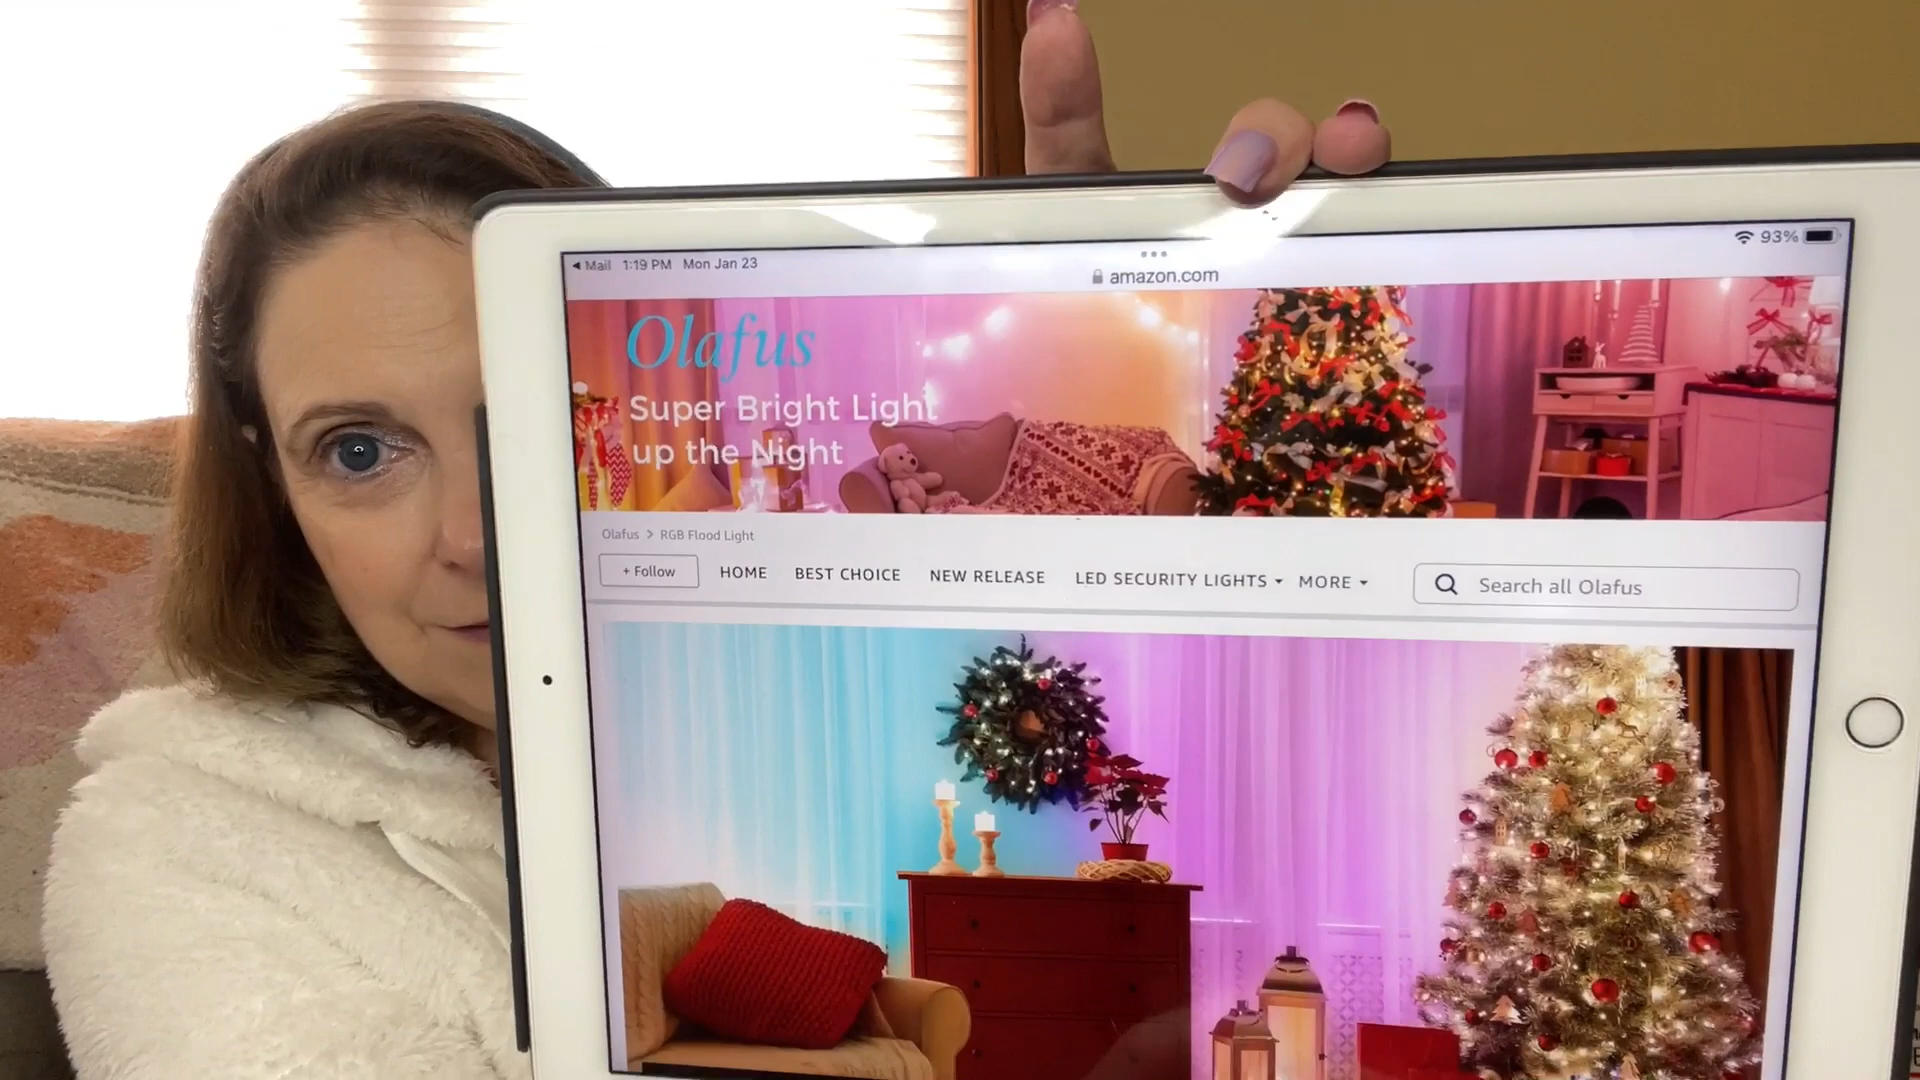 Mail 1:19 PM Mon Jan 23
93%
amazon.com
Olafus
Super Bright Light
up the Night
Olafus > RGB Flood Light
+ Follow
HOME
BEST CHOICE
NEW RELEASE
LED SECURITY LIGHTS
MORE
Search all Olafus